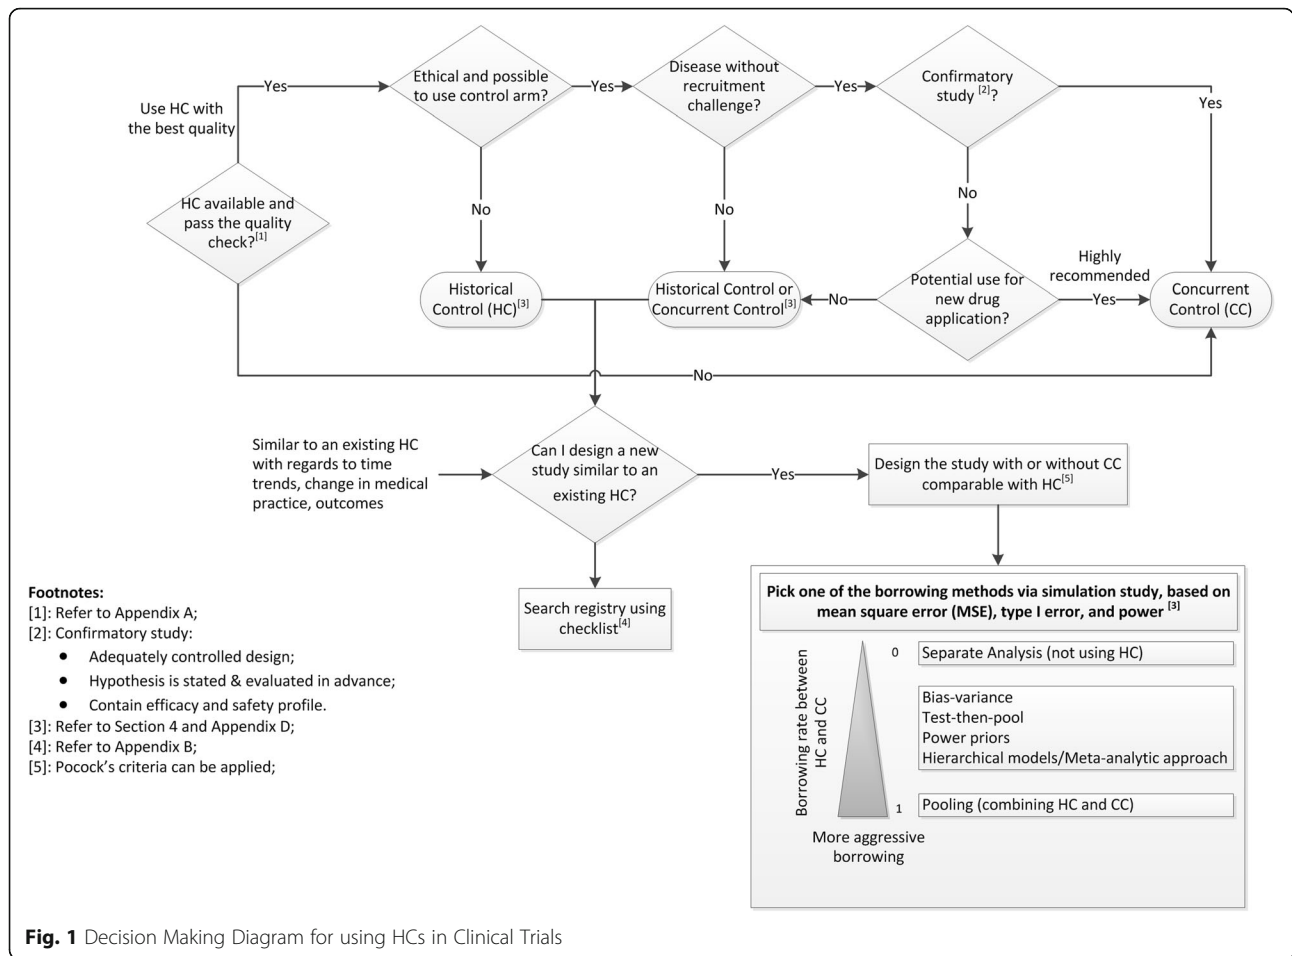 Yes
Ethical and possible
to use control arm?
Yes
Disease without
recruitment
challenge?
Yes
Confirmatory
study [2]?
Yes
Use HC with
the best quality
HC available and
pass the quality
check?[1]
No
No
No
Historical
Control (HC)[3]
Historical Control or
Concurrent Control[3]
No
Potential use for
new drug
application?
Highly
recommended
Yes
Concurrent
Control (CC)
No
Similar to an existing HC
with regards to time
trends, change in medical
practice, outcomes
Can I design a new
study similar to an
existing HC?
Yes
Design the study with or without CC
comparable with HC[5]
Search registry using
checklist[4]
Pick one of the borrowing methods via simulation study, based on
mean square error (MSE), type I error, and power [3]
Borrowing rate between
HC and CC
0
1
More aggressive
borrowing
Separate Analysis (not using HC)
Bias-variance
Test-then-pool
Power priors
Hierarchical models/Meta-analytic approach
Pooling (combining HC and CC)
Footnotes:
[1]: Refer to Appendix A;
[2]: Confirmatory study:
● Adequately controlled design;
● Hypothesis is stated & evaluated in advance;
● Contain efficacy and safety profile.
[3]: Refer to Section 4 and Appendix D;
[4]: Refer to Appendix B;
[5]: Pocock's criteria can be applied;
Fig. 1 Decision Making Diagram for using HCs in Clinical Trials